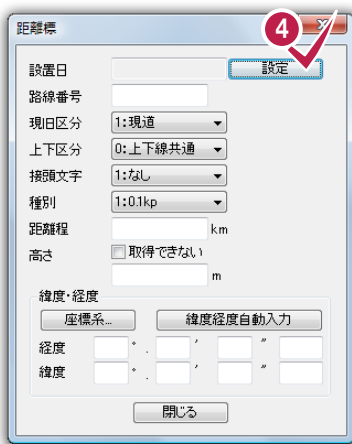 距離標
4
設置日 設定
路線番号
現旧区分 1:現道
上下区分 0:上下線共通
接頭文字 1:なし
種別 1:0.1kp
距離程 km
高さ 取得できない
m
緯度・経度
座標系... 緯度経度自動入力
経度 ° . ′ ″
緯度 ° . ′ ″
閉じる